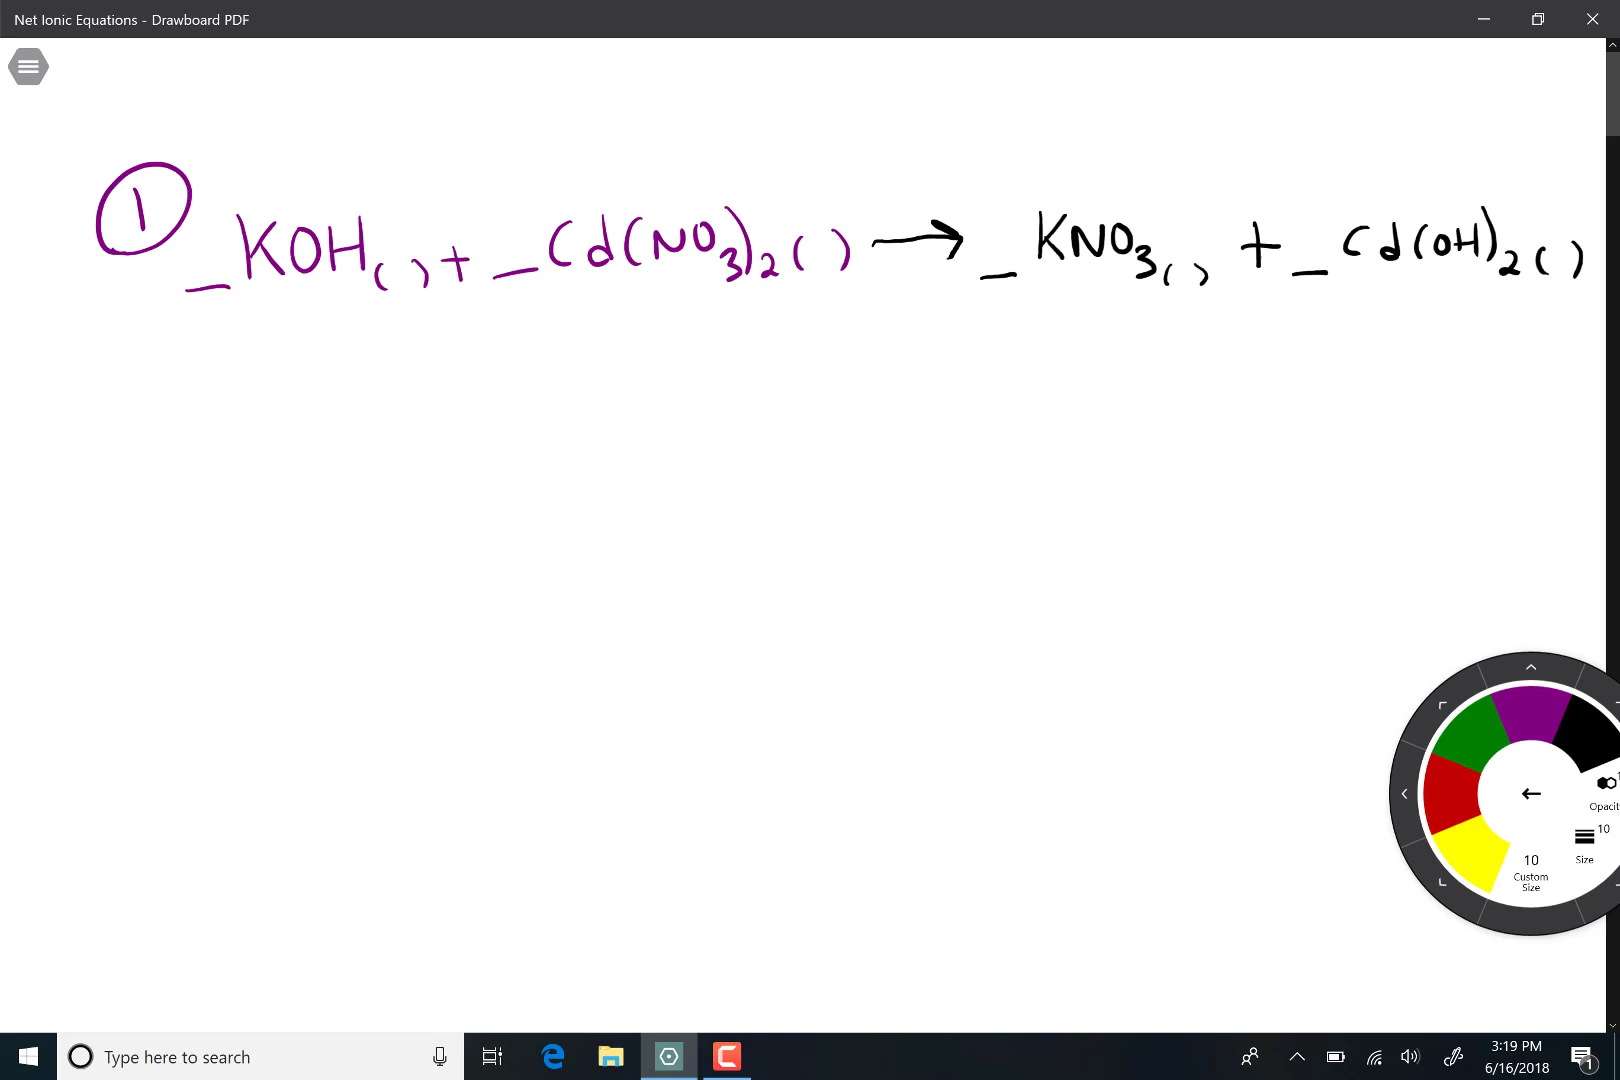 Net Ionic Equations - Drawboard PDF
1
_KOH( ) + _Cd(NO3)2( ) → _KNO3( ) + _Cd(OH)2( )
Opacit
10
Size
10
Custom
Size
Type here to search
3:19 PM
6/16/2018
1